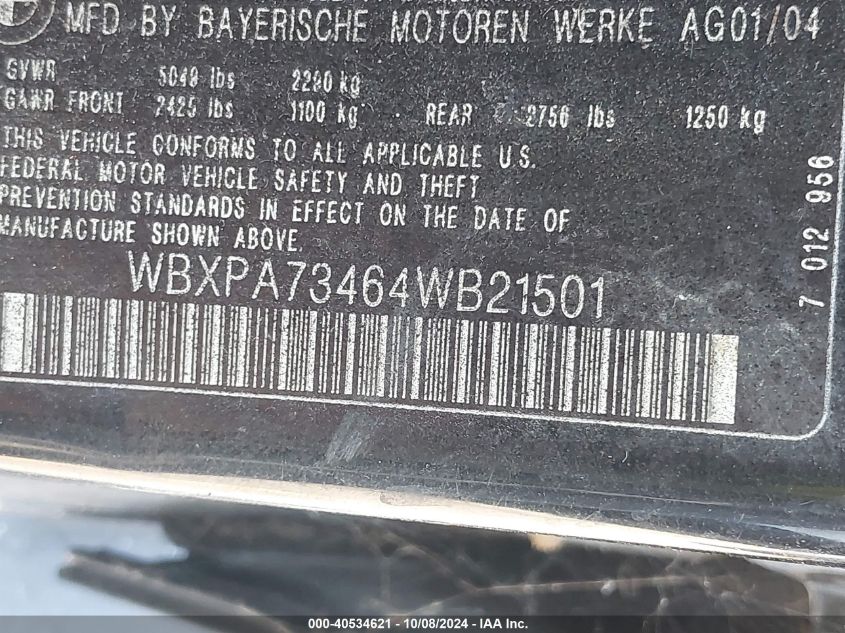 MFD BY BAYERISCHE MOTOREN WERKE AG01/04
GVWR 5049 lbs 2290 kg
GAWR FRONT 2425 lbs 1100 kg REAR 2756 lbs 1250 kg
THIS VEHICLE CONFORMS TO ALL APPLICABLE U.S.
FEDERAL MOTOR VEHICLE SAFETY AND THEFT
PREVENTION STANDARDS IN EFFECT ON THE DATE OF
MANUFACTURE SHOWN ABOVE.
WBXPA73464WB21501
7 012 956
000-40534621 - 10/08/2024 - IAA Inc.